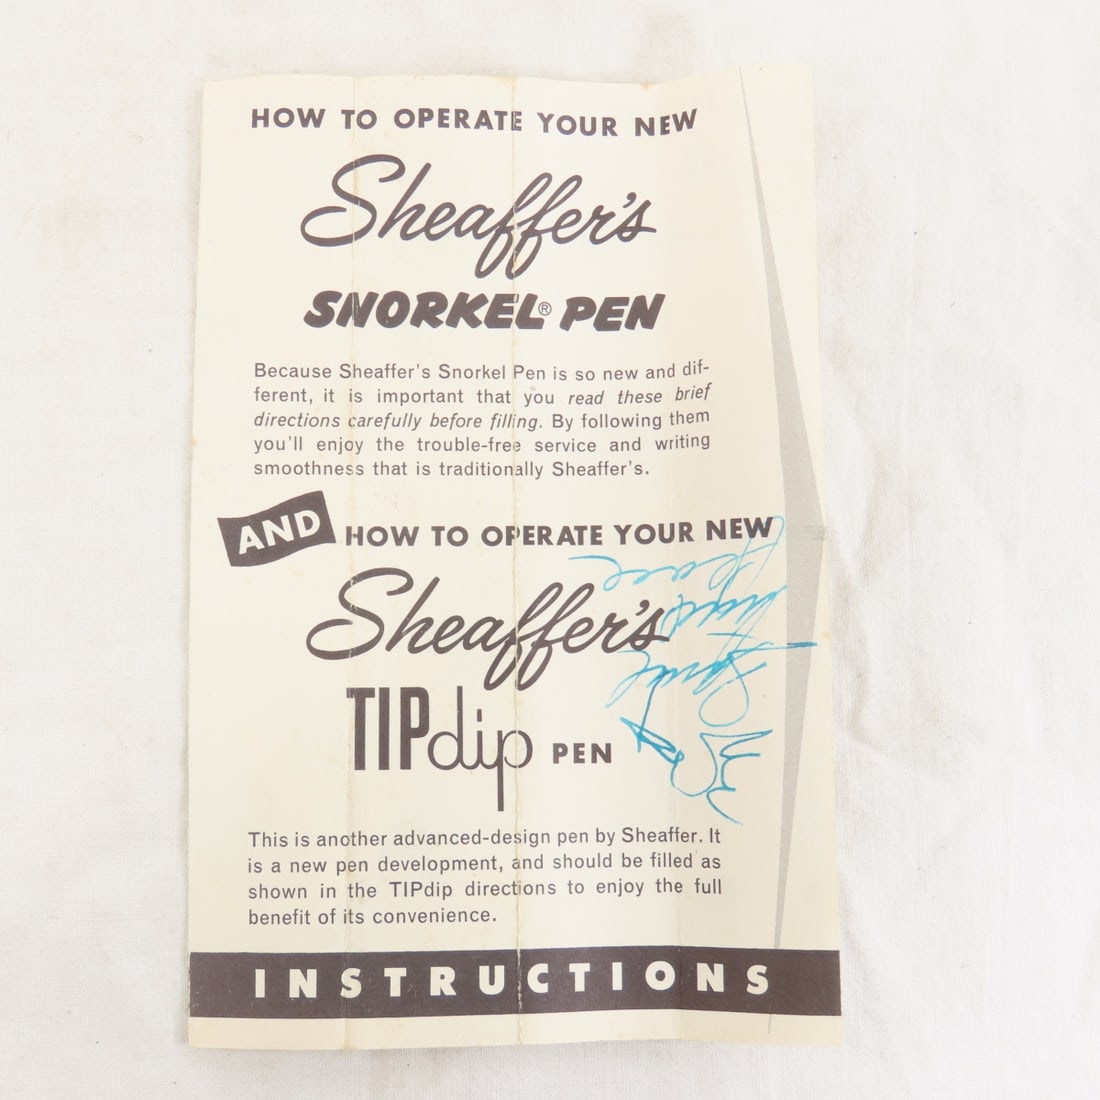 HOW TO OPERATE YOUR NEW
Sheaffer's
SNORKEL® PEN
Because Sheaffer's Snorkel Pen is so new and dif-
ferent, it is important that you read these brief
directions carefully before filling. By following them
you'll enjoy the trouble-free service and writing
smoothness that is traditionally Sheaffer's.
AND HOW TO OPERATE YOUR NEW
Sheaffer's
TIPdip PEN
This is another advanced-design pen by Sheaffer. It
is a new pen development, and should be filled as
shown in the TIPdip directions to enjoy the full
benefit of its convenience.
INSTRUCTIONS